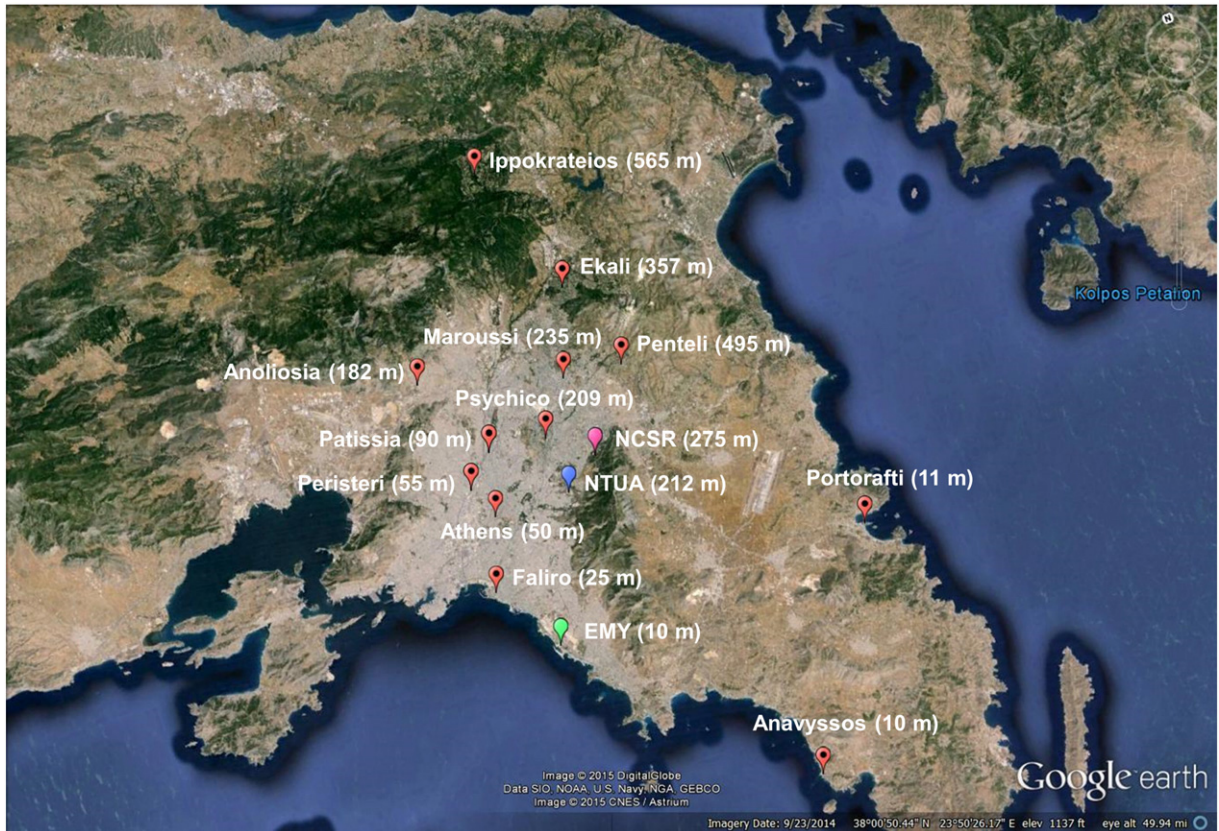 N
Ippokrateios (565 m)
Ekali (357 m)
Kolpos Petalion
Maroussi (235 m)
Penteli (495 m)
Anoliosia (182 m)
Psychico (209 m)
Patissia (90 m)
NCSR (275 m)
Peristeri (55 m)
NTUA (212 m)
Portorafti (11 m)
Athens (50 m)
Faliro (25 m)
EMY (10 m)
Anavyssos (10 m)
Google earth
Image © 2015 DigitalGlobe
Data SIO, NOAA, U.S. Navy, NGA, GEBCO
Image © 2015 CNES / Astrium
Imagery Date: 9/23/2014 38°00'50.44" N 23°50'26.17" E elev 1137 ft eye alt 49.94 mi